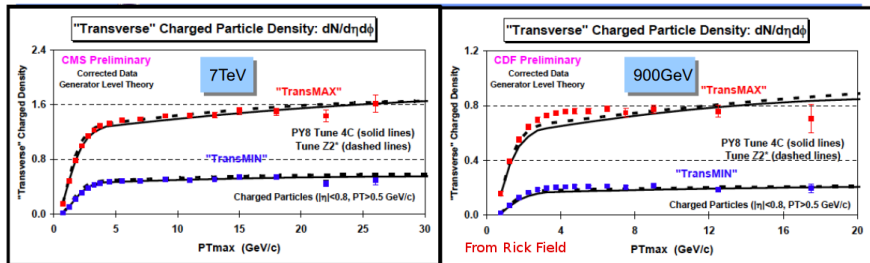 "Transverse" Charged Particle Density: dN/dηdϕ
2.4
1.6
0.8
0.0
"Transverse" Charged Density
CMS Preliminary
Corrected Data
Generator Level Theory
7TeV
"TransMAX"
PY8 Tune 4C (solid lines)
Tune Z2* (dashed lines)
"TransMIN"
Charged Particles (|η|<0.8, PT>0.5 GeV/c)
0 5 10 15 20 25 30
PTmax (GeV/c)
"Transverse" Charged Particle Density: dN/dηdϕ
1.2
0.8
0.4
0.0
"Transverse" Charged Density
CDF Preliminary
Corrected Data
Generator Level Theory
900GeV
"TransMAX"
PY8 Tune 4C (solid lines)
Tune Z2* (dashed lines)
"TransMIN"
Charged Particles (|η|<0.8, PT>0.5 GeV/c)
0 4 8 12 16 20
From Rick Field
PTmax (GeV/c)